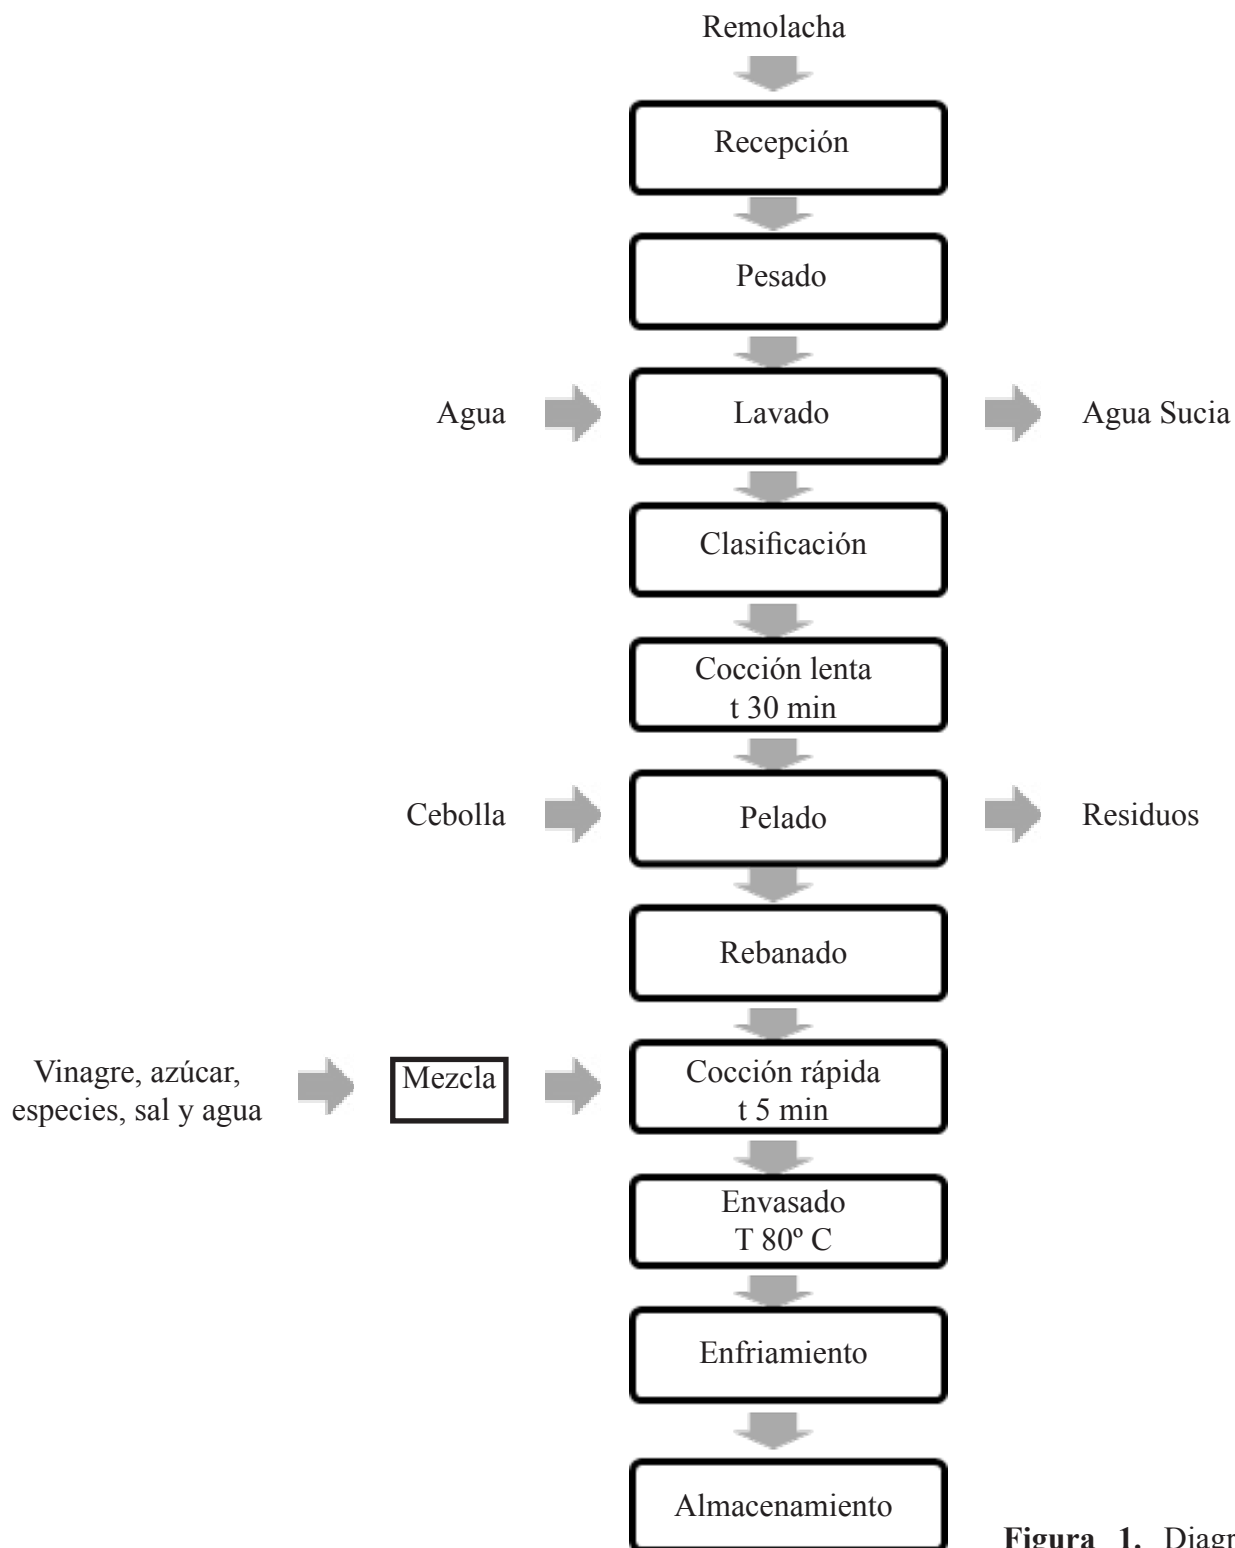 Remolacha
Recepción
Pesado
Agua
Lavado
Agua Sucia
Clasificación
Cocción lenta
t 30 min
Cebolla
Pelado
Residuos
Rebanado
Vinagre, azúcar,
especies, sal y agua
Mezcla
Cocción rápida
t 5 min
Envasado
T 80º C
Enfriamiento
Almacenamiento
Figura 1. Diagr